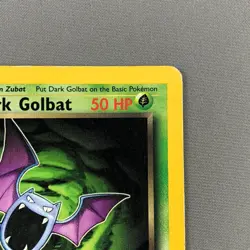 n Zubat Put Dark Golbat on the Basic Pokémon
rk Golbat 50 HP